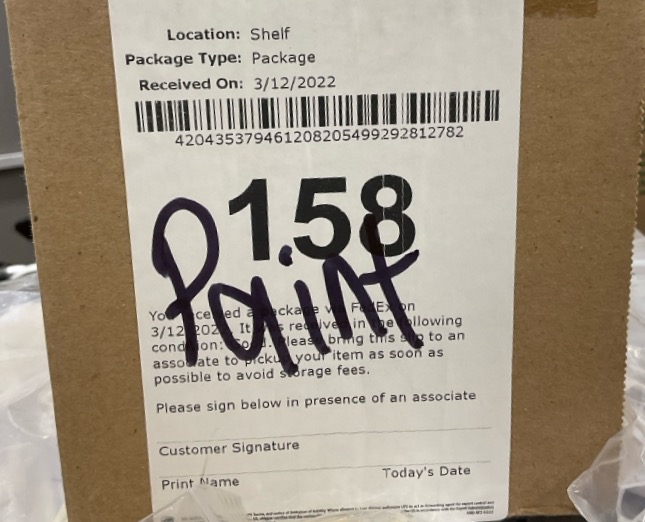 Location: Shelf
Package Type: Package
Received On: 3/12/2022
420435379461208205499292812782
1.58
Paint
You received a package via FedEx on
3/12/2022. It was received in the following
condition: Good. Please bring this slip to an
associate to pickup your item as soon as
possible to avoid storage fees.
Please sign below in presence of an associate
Customer Signature
Print Name Today's Date